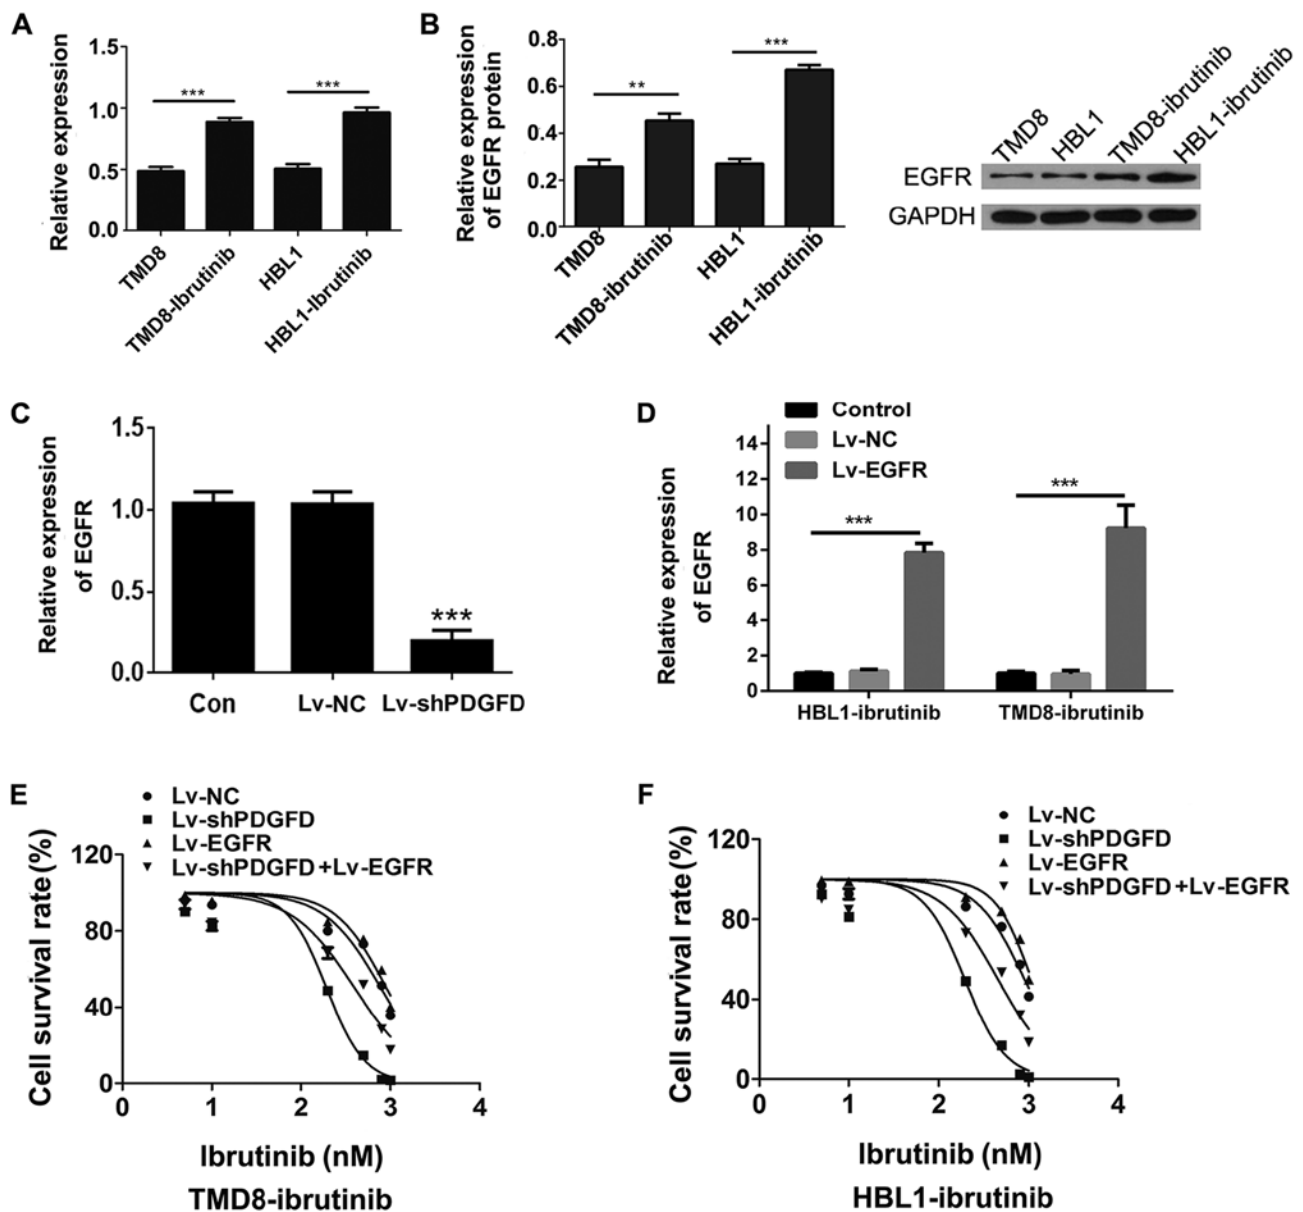 A
Relative expression
1.5
1.0
0.5
0.0
***
***
TMD8
TMD8-Ibrutinib
HBL1
HBL1-Ibrutinib
B
Relative expression
of EGFR protein
0.8
0.6
0.4
0.2
0.0
**
***
TMD8
TMD8-ibrutinib
HBL1
HBL1-ibrutinib
TMD8
HBL1
TMD8-ibrutinib
HBL1-ibrutinib
EGFR
GAPDH
C
Relative expression
of EGFR
1.5
1.0
0.5
0.0
***
Con
Lv-NC
Lv-shPDGFD
D
Control
Lv-NC
Lv-EGFR
Relative expression
of EGFR
14
12
10
8
6
4
2
0
***
***
HBL1-ibrutinib
TMD8-ibrutinib
E
Lv-NC
Lv-shPDGFD
Lv-EGFR
Lv-shPDGFD +Lv-EGFR
Cell survival rate (%)
120
80
40
0
0 1 2 3 4
Ibrutinib (nM)
TMD8-ibrutinib
F
Lv-NC
Lv-shPDGFD
Lv-EGFR
Lv-shPDGFD +Lv-EGFR
Cell survival rate (%)
120
80
40
0
0 1 2 3 4
Ibrutinib (nM)
HBL1-ibrutinib